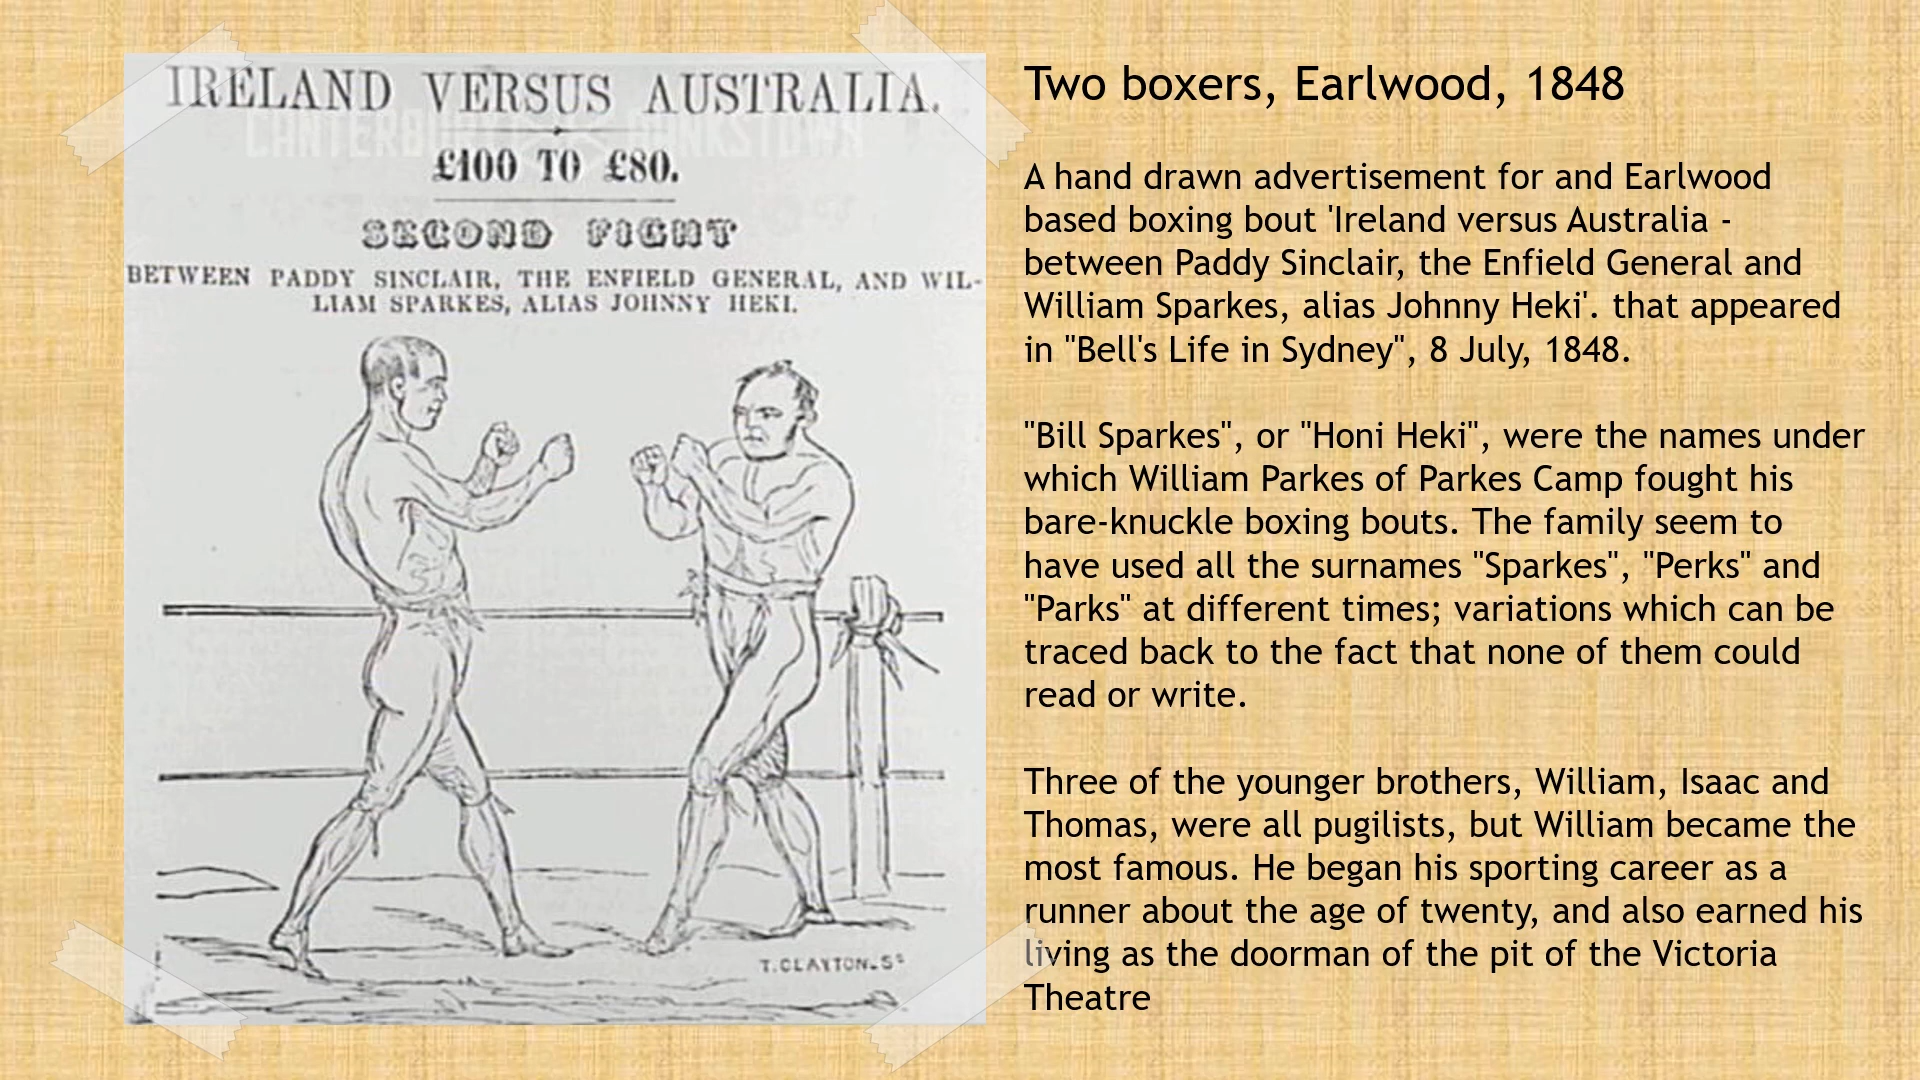 IRELAND VERSUS AUSTRALIA.
CANTERBURY BANKSTOWN
£100 TO £80.
SECOND FIGHT
BETWEEN PADDY SINCLAIR, THE ENFIELD GENERAL, AND WIL-
LIAM SPARKES, ALIAS JOHNNY HEKI.
T. CLAYTON. Sc
Two boxers, Earlwood, 1848
A hand drawn advertisement for and Earlwood
based boxing bout 'Ireland versus Australia -
between Paddy Sinclair, the Enfield General and
William Sparkes, alias Johnny Heki'. that appeared
in "Bell's Life in Sydney", 8 July, 1848.
"Bill Sparkes", or "Honi Heki", were the names under
which William Parkes of Parkes Camp fought his
bare-knuckle boxing bouts. The family seem to
have used all the surnames "Sparkes", "Perks" and
"Parks" at different times; variations which can be
traced back to the fact that none of them could
read or write.
Three of the younger brothers, William, Isaac and
Thomas, were all pugilists, but William became the
most famous. He began his sporting career as a
runner about the age of twenty, and also earned his
living as the doorman of the pit of the Victoria
Theatre